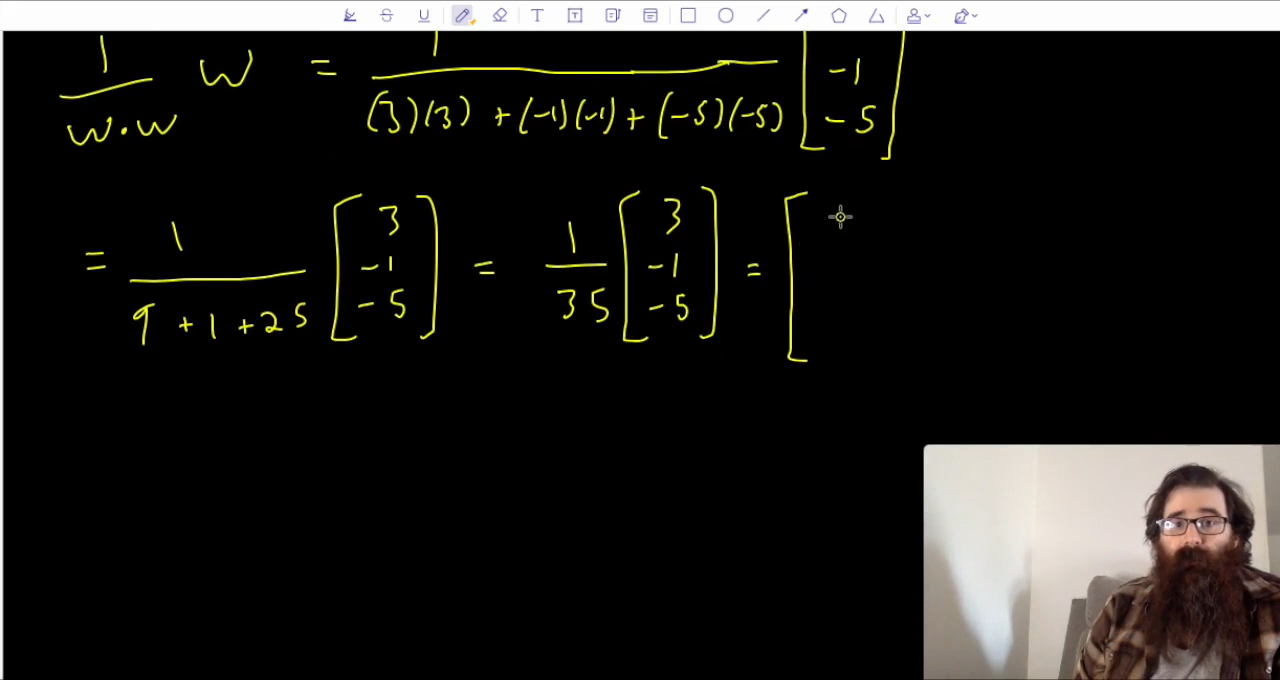 1/(w·w) w = 1/((3)(3) + (-1)(-1) + (-5)(-5)) [ -1 -5 ]
= 1/(9 + 1 + 25) [ 3 -1 -5 ] = 1/35 [ 3 -1 -5 ] = [